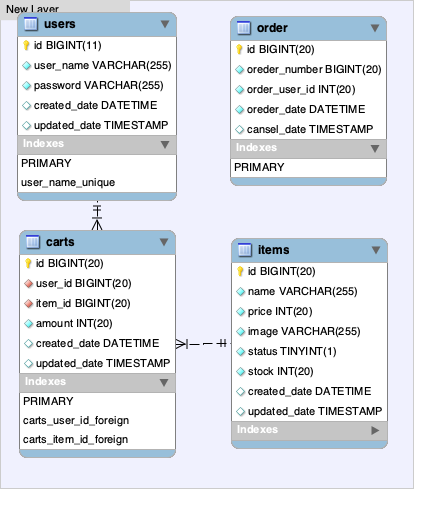 New Layer
users
id BIGINT(11)
user_name VARCHAR(255)
password VARCHAR(255)
created_date DATETIME
updated_date TIMESTAMP
Indexes
PRIMARY
user_name_unique
order
id BIGINT(20)
oreder_number BIGINT(20)
order_user_id INT(20)
oreder_date DATETIME
cansel_date TIMESTAMP
Indexes
PRIMARY
carts
id BIGINT(20)
user_id BIGINT(20)
item_id BIGINT(20)
amount INT(20)
created_date DATETIME
updated_date TIMESTAMP
Indexes
PRIMARY
carts_user_id_foreign
carts_item_id_foreign
items
id BIGINT(20)
name VARCHAR(255)
price INT(20)
image VARCHAR(255)
status TINYINT(1)
stock INT(20)
created_date DATETIME
updated_date TIMESTAMP
Indexes